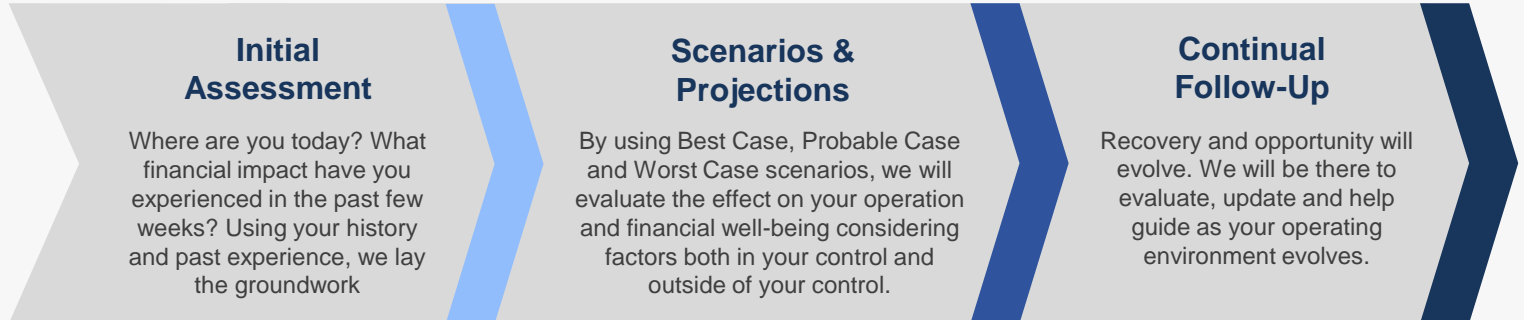 Initial
Assessment
Where are you today? What
financial impact have you
experienced in the past few
weeks? Using your history
and past experience, we lay
the groundwork
Scenarios &
Projections
By using Best Case, Probable Case
and Worst Case scenarios, we will
evaluate the effect on your operation
and financial well-being considering
factors both in your control and
outside of your control.
Continual
Follow-Up
Recovery and opportunity will
evolve. We will be there to
evaluate, update and help
guide as your operating
environment evolves.